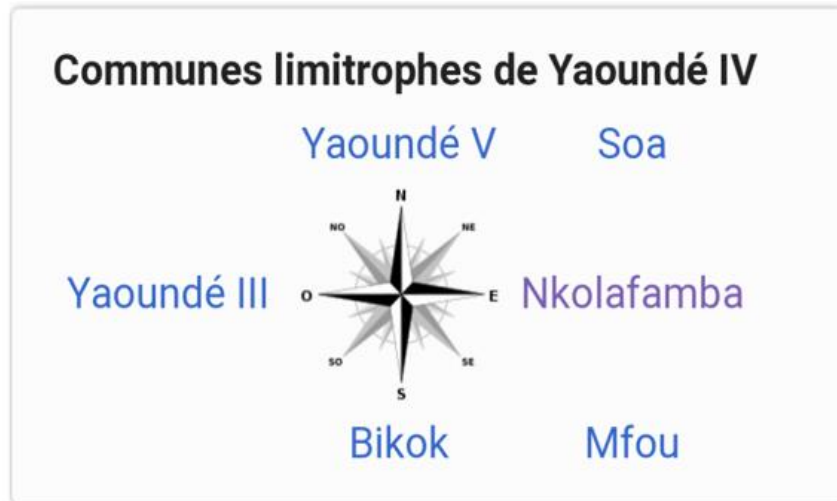 Communes limitrophes de Yaoundé IV
Yaoundé V Soa
N
NO NE
Yaoundé III O E Nkolafamba
SO SE
S
Bikok Mfou